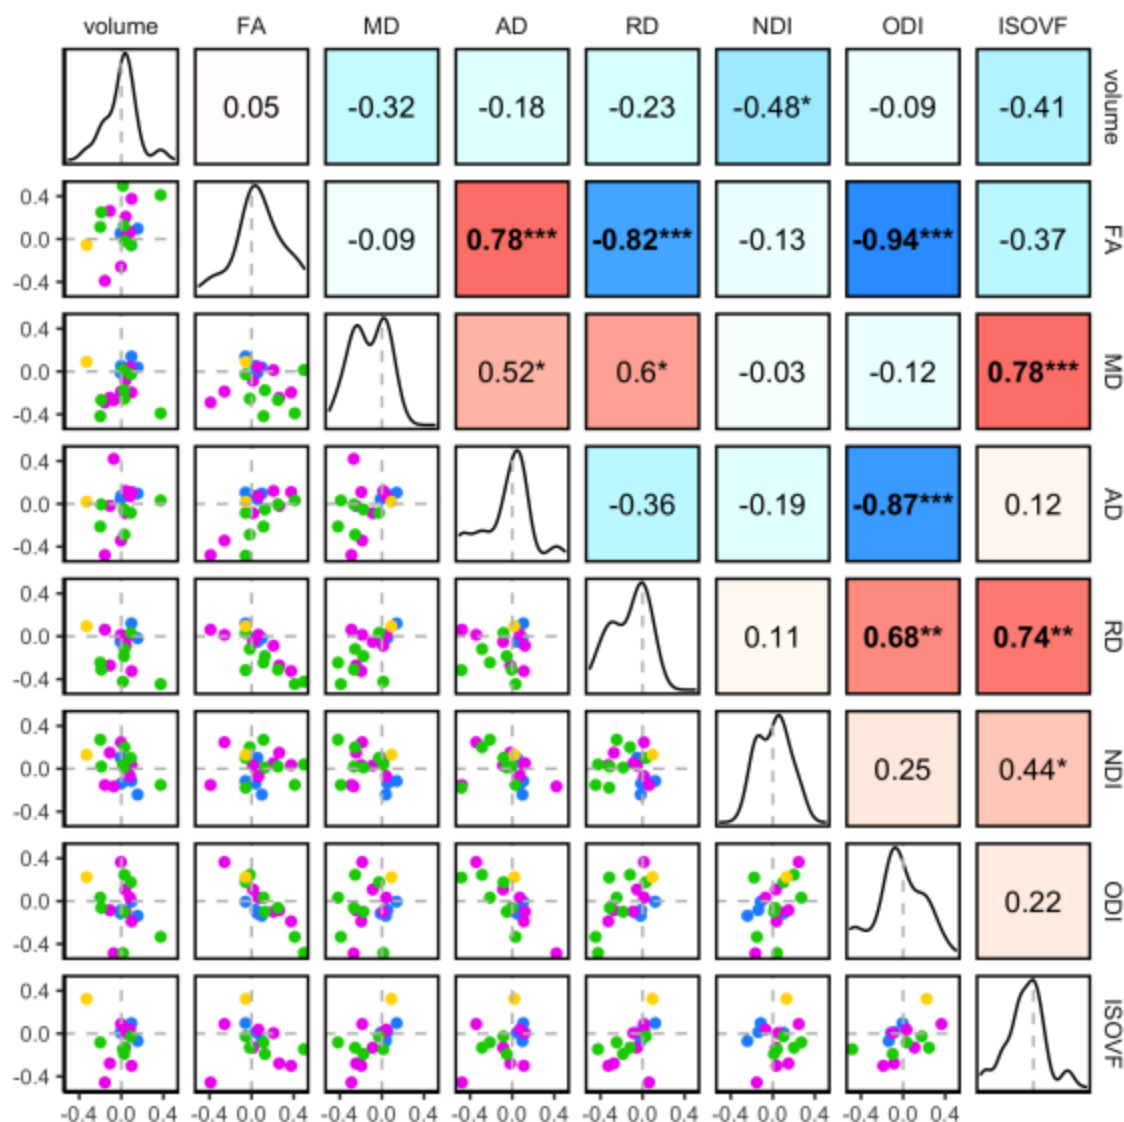 volume FA MD AD RD NDI ODI ISOVF
0.05 -0.32 -0.18 -0.23 -0.48* -0.09 -0.41 volume
0.4 0.0 -0.4 -0.09 0.78*** -0.82*** -0.13 -0.94*** -0.37 FA
0.4 0.0 -0.4 0.52* 0.6* -0.03 -0.12 0.78*** MD
0.4 0.0 -0.4 -0.36 -0.19 -0.87*** 0.12 AD
0.4 0.0 -0.4 0.11 0.68** 0.74** RD
0.4 0.0 -0.4 0.25 0.44* NDI
0.4 0.0 -0.4 0.22 ODI
0.4 0.0 -0.4 ISOVF
-0.4 0.0 0.4 -0.4 0.0 0.4 -0.4 0.0 0.4 -0.4 0.0 0.4 -0.4 0.0 0.4 -0.4 0.0 0.4 -0.4 0.0 0.4 -0.4 0.0 0.4